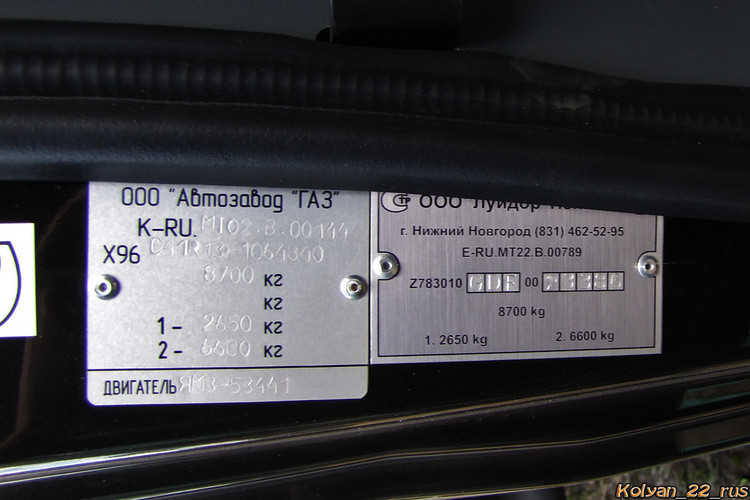 ООО "Автозавод "ГАЗ"
K-RU. МТ02.В.00144
X96
8700 кг
кг
1- 2650 кг
2- 6600 кг
ДВИГАТЕЛЬ ЯМЗ-53441
ООО
г. Нижний Новгород (831) 462-52-95
E-RU.MT22.B.00789
Z783010 00
8700 kg
1. 2650 kg 2. 6600 kg
Kolyan_22_rus